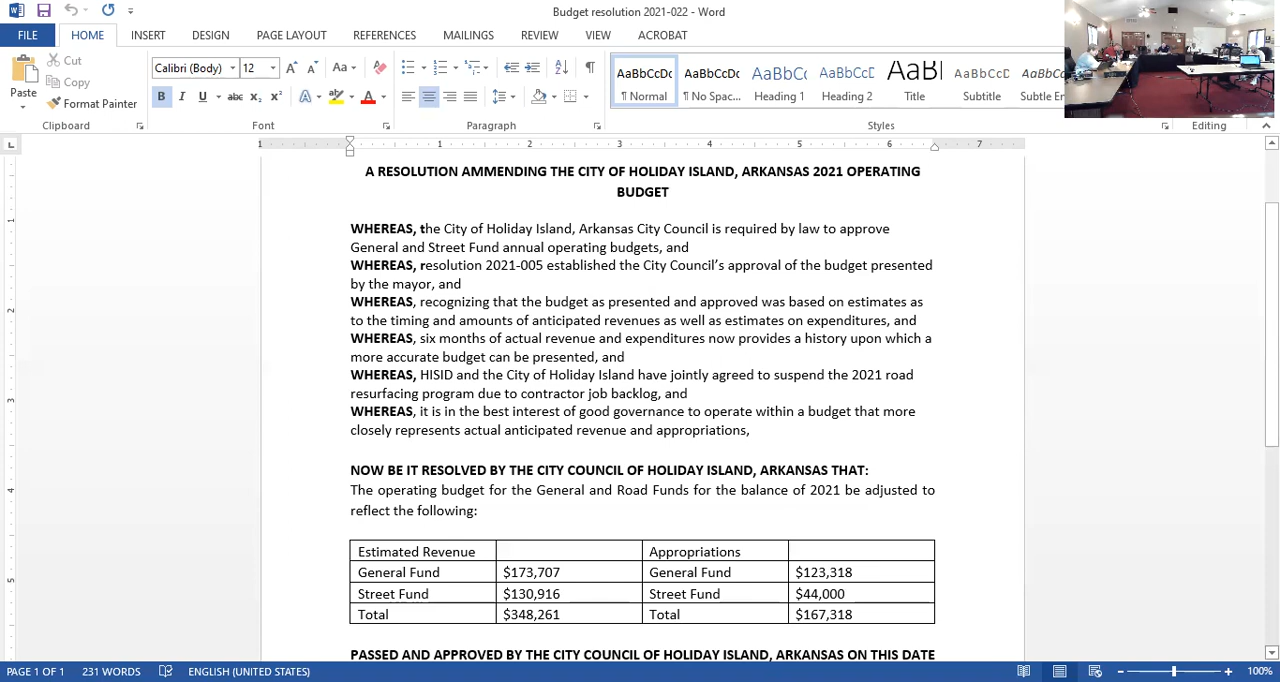 Budget resolution 2021-022 - Word
FILE HOME INSERT DESIGN PAGE LAYOUT REFERENCES MAILINGS REVIEW VIEW ACROBAT
Paste
Cut
Copy
Format Painter
Clipboard
Calibri (Body) 12
Font
Paragraph
AaBbCcDc AaBbCcDc AaBbCc AaBbCcDc AaBl AaBbCcD AaBbCcDc
¶ Normal ¶ No Spac... Heading 1 Heading 2 Title Subtitle Subtle Em
Styles
Editing
1 1 2 3 4 5 6 7
A RESOLUTION AMMENDING THE CITY OF HOLIDAY ISLAND, ARKANSAS 2021 OPERATING
BUDGET
WHEREAS, the City of Holiday Island, Arkansas City Council is required by law to approve
General and Street Fund annual operating budgets, and
WHEREAS, resolution 2021-005 established the City Council's approval of the budget presented
by the mayor, and
WHEREAS, recognizing that the budget as presented and approved was based on estimates as
to the timing and amounts of anticipated revenues as well as estimates on expenditures, and
WHEREAS, six months of actual revenue and expenditures now provides a history upon which a
more accurate budget can be presented, and
WHEREAS, HISID and the City of Holiday Island have jointly agreed to suspend the 2021 road
resurfacing program due to contractor job backlog, and
WHEREAS, it is in the best interest of good governance to operate within a budget that more
closely represents actual anticipated revenue and appropriations,
NOW BE IT RESOLVED BY THE CITY COUNCIL OF HOLIDAY ISLAND, ARKANSAS THAT:
The operating budget for the General and Road Funds for the balance of 2021 be adjusted to
reflect the following:
Estimated Revenue Appropriations
General Fund $173,707 General Fund $123,318
Street Fund $130,916 Street Fund $44,000
Total $348,261 Total $167,318
PASSED AND APPROVED BY THE CITY COUNCIL OF HOLIDAY ISLAND, ARKANSAS ON THIS DATE
PAGE 1 OF 1 231 WORDS ENGLISH (UNITED STATES) 100%